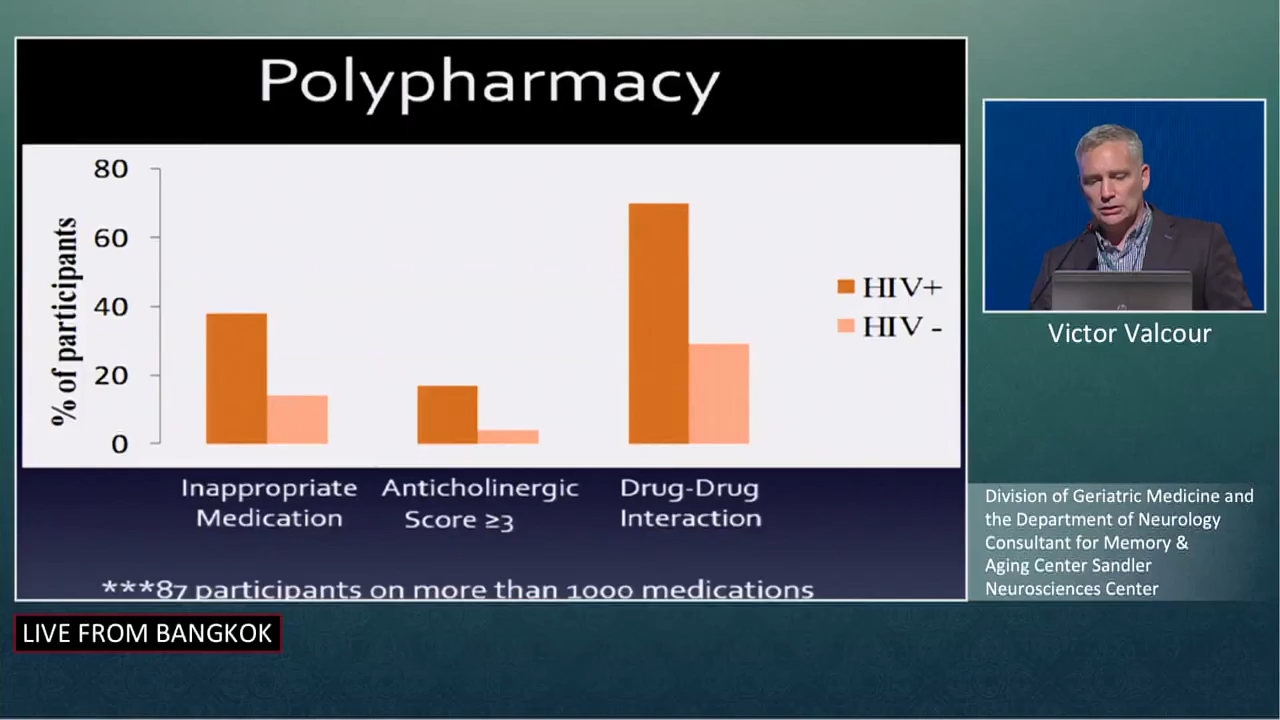 Polypharmacy
% of participants
80
60
40
20
0
HIV+
HIV -
Inappropriate
Medication
Anticholinergic
Score ≥3
Drug-Drug
Interaction
***87 participants on more than 1000 medications
Victor Valcour
Division of Geriatric Medicine and
the Department of Neurology
Consultant for Memory &
Aging Center Sandler
Neurosciences Center
LIVE FROM BANGKOK